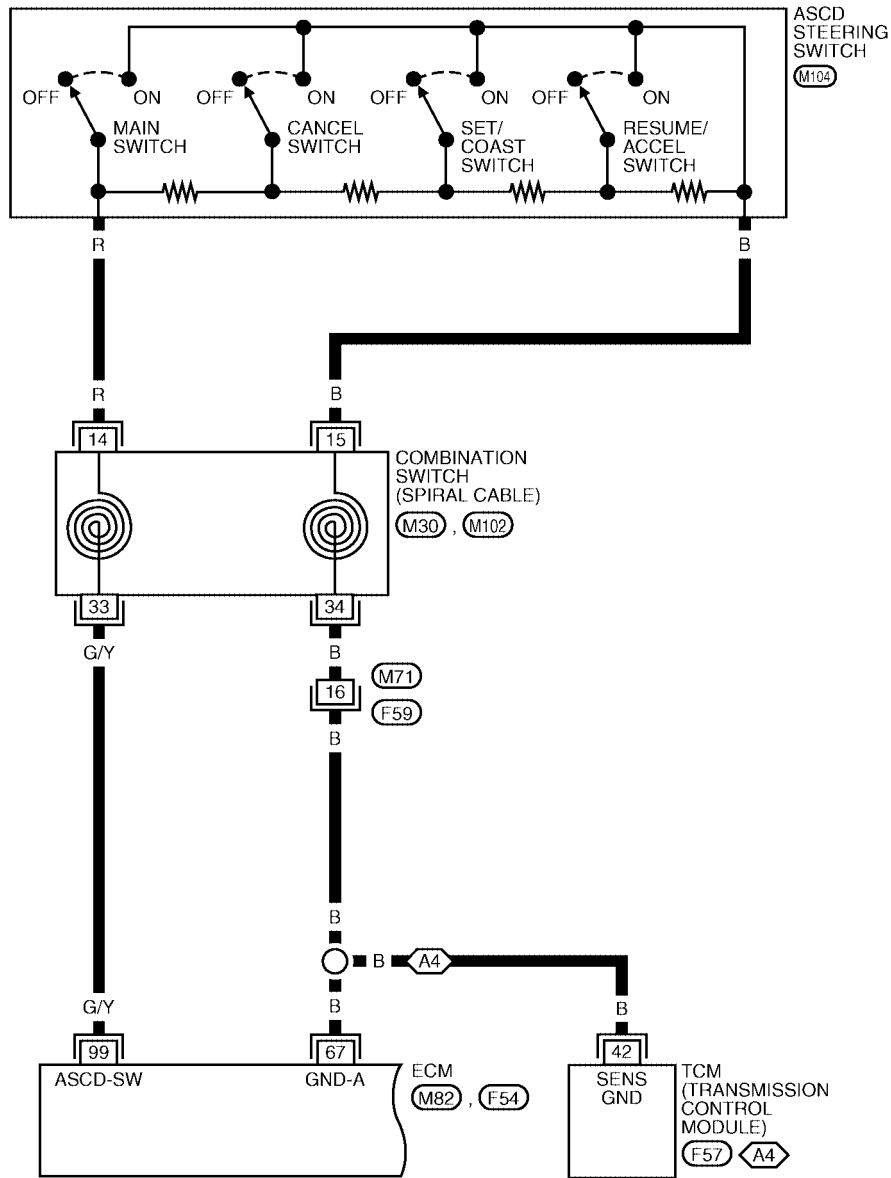 ASCD
STEERING
SWITCH
M104
OFF ON OFF ON OFF ON OFF ON
MAIN
SWITCH
CANCEL
SWITCH
SET/
COAST
SWITCH
RESUME/
ACCEL
SWITCH
R B
R B
14 15
COMBINATION
SWITCH
(SPIRAL CABLE)
M30 , M102
33 34
G/Y B
16
M71
F59
B
B
B A4
G/Y B B
99 67 42
ASCD-SW GND-A
ECM
M82 , F54
SENS
GND
TCM
(TRANSMISSION
CONTROL
MODULE)
F57 A4